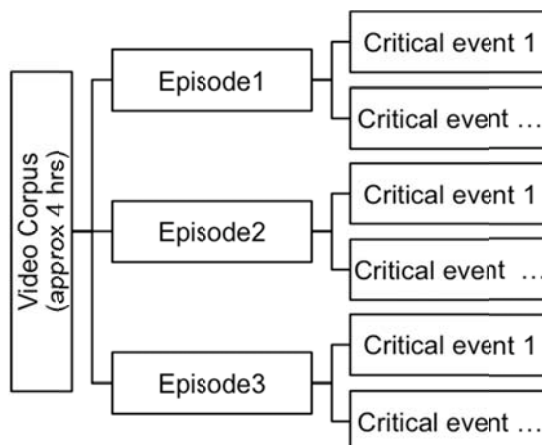 Video Corpus
(approx 4 hrs)
Episode1
Critical event 1
Critical event ...
Episode2
Critical event 1
Critical event ...
Episode3
Critical event 1
Critical event ...